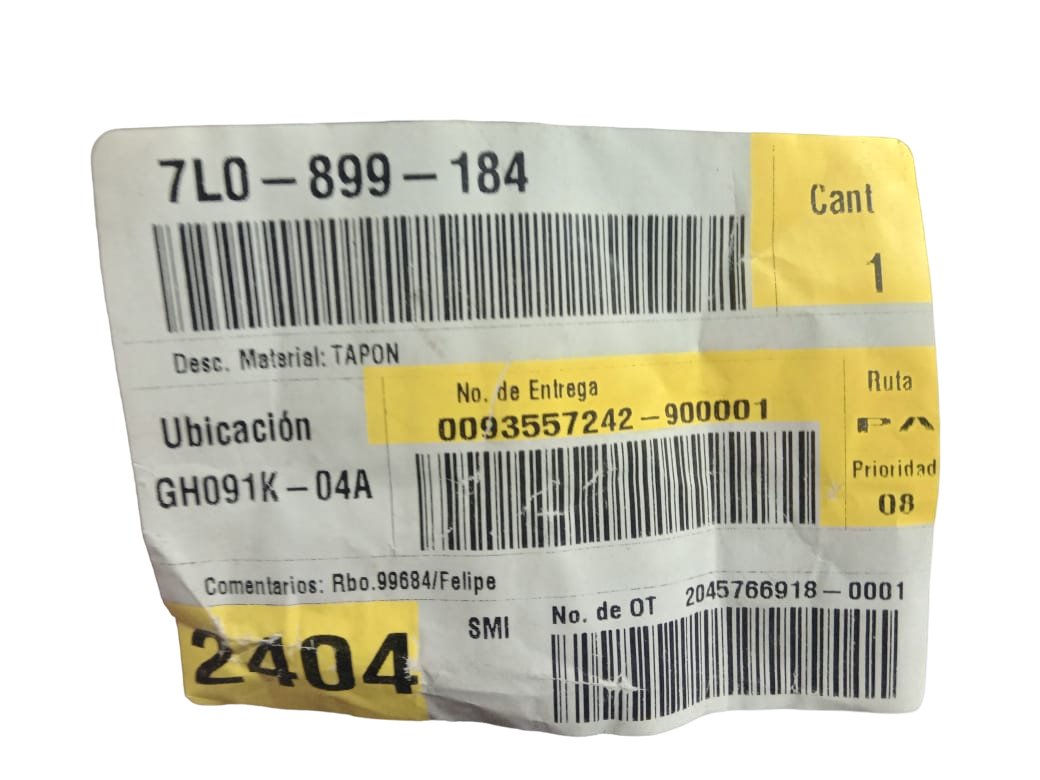 7L0-899-184
Cant
1
Desc. Material: TAPON
No. de Entrega
0093557242-900001
Ruta
PA
Prioridad
08
Ubicación
GH091K-04A
Comentarios: Rbo.99684/Felipe
2404
SMI
No. de OT 2045766918-0001